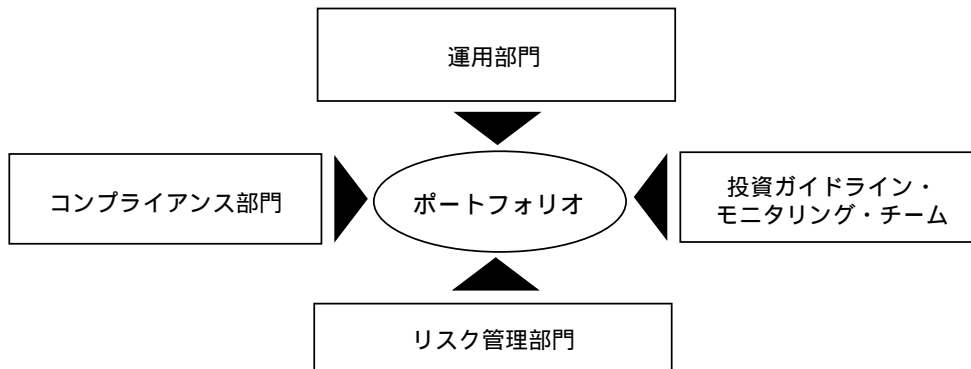 運用部門
コンプライアンス部門
ポートフォリオ
投資ガイドライン・
モニタリング・チーム
リスク管理部門